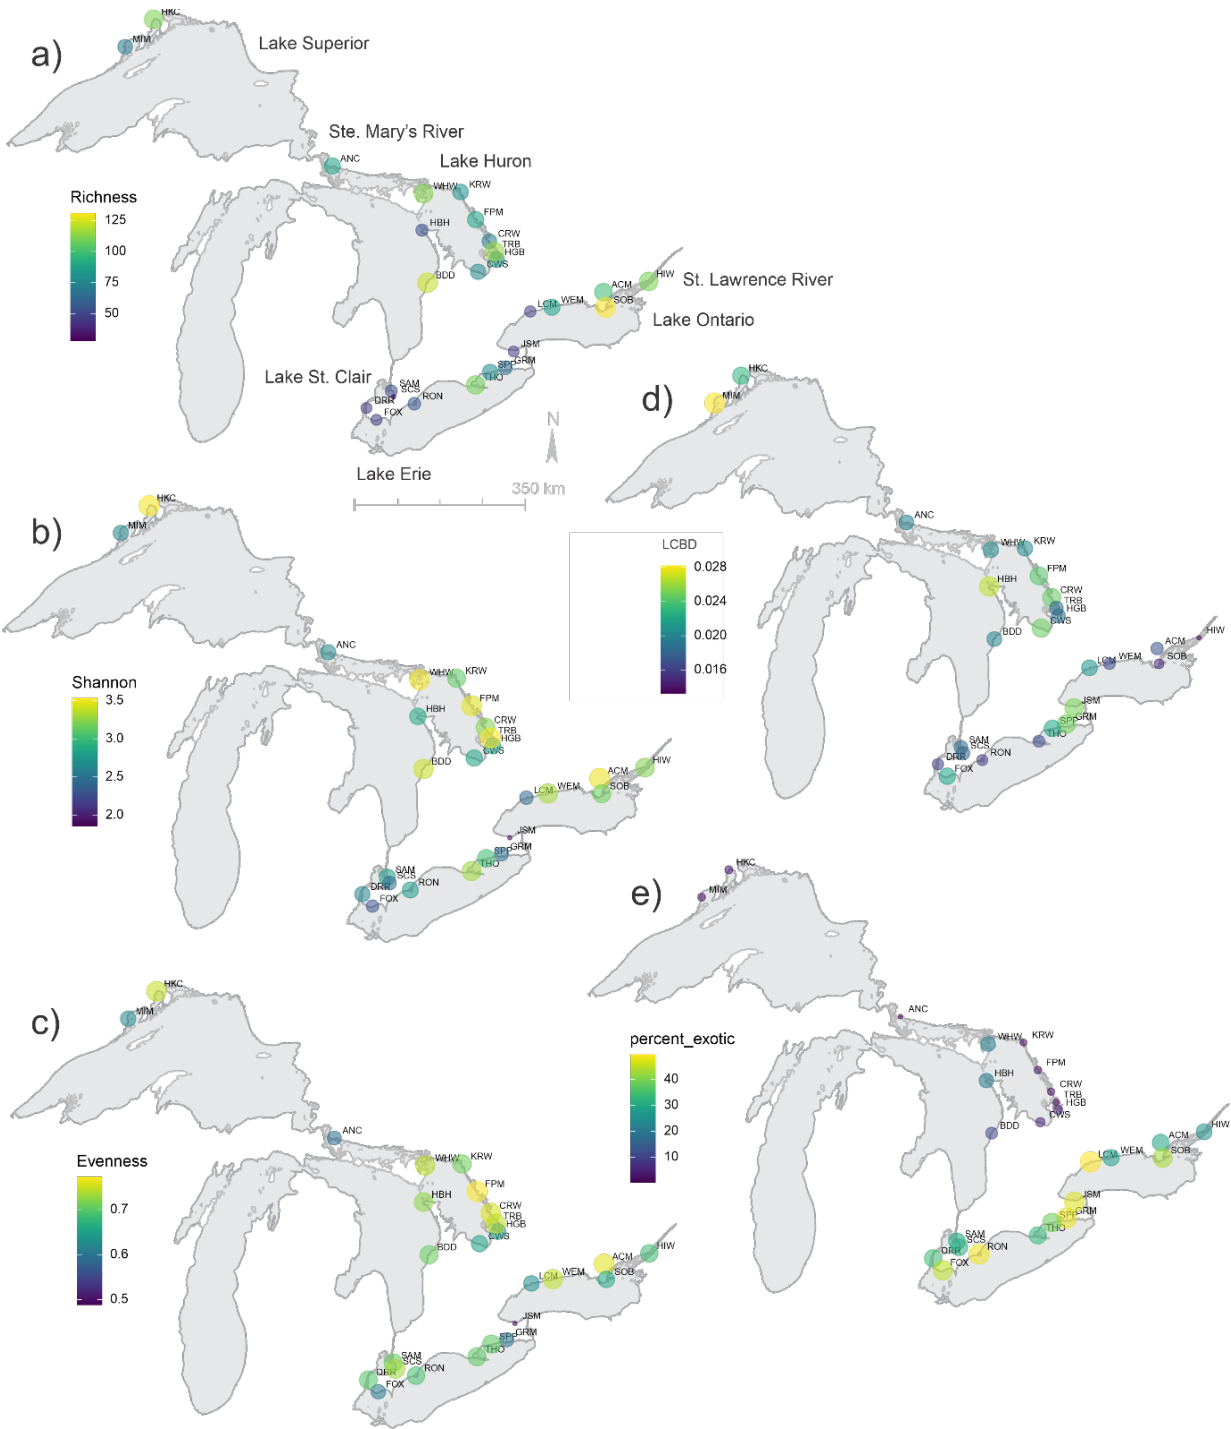 a)
HKC
MIM
Lake Superior
Ste. Mary's River
ANC
Lake Huron
WHW
KRW
Richness
125
100
75
50
FPM
HBH
CRW
TRB
HGB
CWS
BDD
HIW
St. Lawrence River
ACM
LCM
WEM
SOB
Lake Ontario
JSM
GRM
SPP
THO
Lake St. Clair
SAM
SCS
DRR
RON
FOX
N
Lake Erie
350 km
b)
HKC
MIM
ANC
WHW
KRW
Shannon
3.5
3.0
2.5
2.0
FPM
HBH
CRW
TRB
HGB
CWS
BDD
HIW
ACM
LCM
WEM
SOB
JSM
GRM
SPP
THO
SAM
SCS
DRR
RON
FOX
c)
HKC
MIM
ANC
WHW
KRW
Evenness
0.7
0.6
0.5
FPM
HBH
CRW
TRB
HGB
CWS
BDD
HIW
ACM
LCM
WEM
SOB
JSM
GRM
SPP
THO
SAM
SCS
DRR
RON
FOX
d)
HKC
MIM
ANC
WHW
KRW
LCBD
0.028
0.024
0.020
0.016
FPM
HBH
CRW
TRB
HGB
CWS
BDD
HIW
ACM
LCM
WEM
SOB
JSM
GRM
SPP
THO
SAM
SCS
DRR
RON
FOX
e)
HKC
MIM
ANC
WHW
KRW
percent_exotic
40
30
20
10
FPM
HBH
CRW
TRB
HGB
CWS
BDD
HIW
ACM
LCM
WEM
SOB
JSM
GRM
SPP
THO
SAM
SCS
DRR
RON
FOX